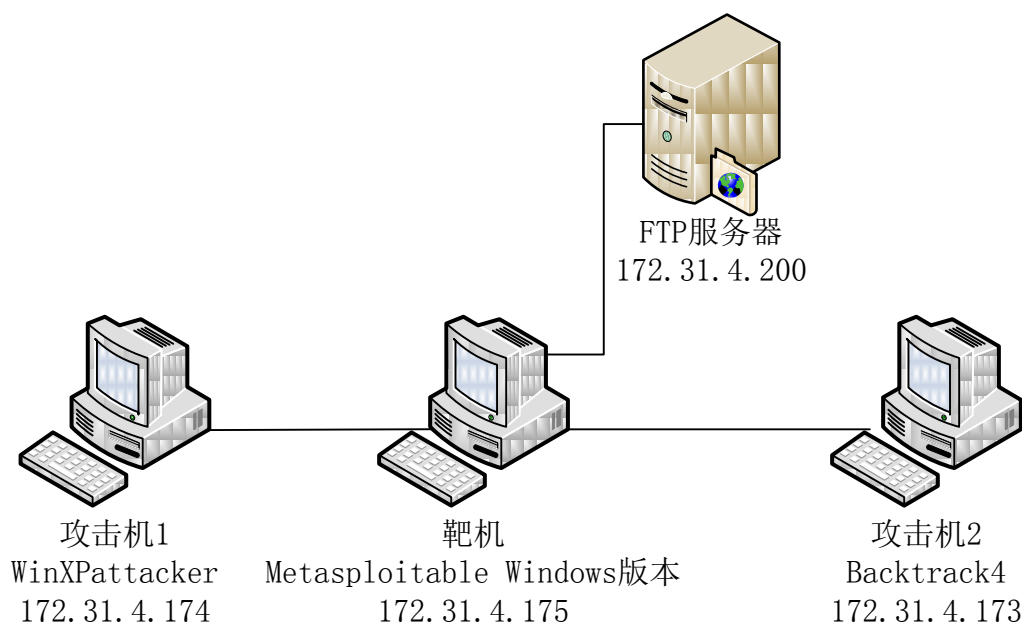 FTP服务器
172.31.4.200
攻击机1
WinXPattacker
172.31.4.174
靶机
Metasploitable Windows版本
172.31.4.175
攻击机2
Backtrack4
172.31.4.173